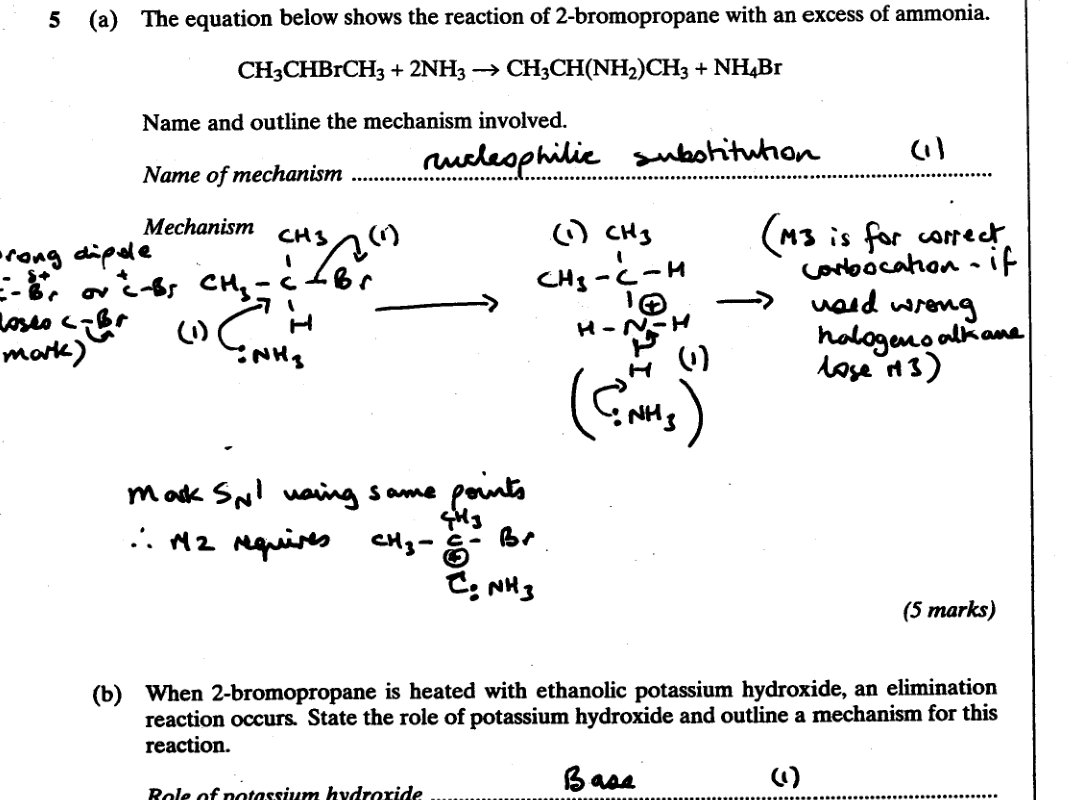 5 (a) The equation below shows the reaction of 2-bromopropane with an excess of ammonia.
CH₃CHBrCH₃ + 2NH₃ → CH₃CH(NH₂)CH₃ + NH₄Br
Name and outline the mechanism involved.
Name of mechanism nucleophilic substitution (1)
Mechanism
rong dipole
δ+
C-Br or C-Br
loses C-Br
mark)
CH₃ (1)
CH₃-C-Br
H
(1) :NH₃
(1) CH₃
CH₃-C-H
⊕
H-N-H
H (1)
( :NH₃ )
(M3 is for correct
carbocation - if
used wrong
halogenoalkane
lose M3)
Mark SN1 using same points
∴ M2 requires CH₃-C- Br
CH₃
⊕
: NH₃
(5 marks)
(b) When 2-bromopropane is heated with ethanolic potassium hydroxide, an elimination
reaction occurs. State the role of potassium hydroxide and outline a mechanism for this
reaction.
Role of potassium hydroxide Base (1)